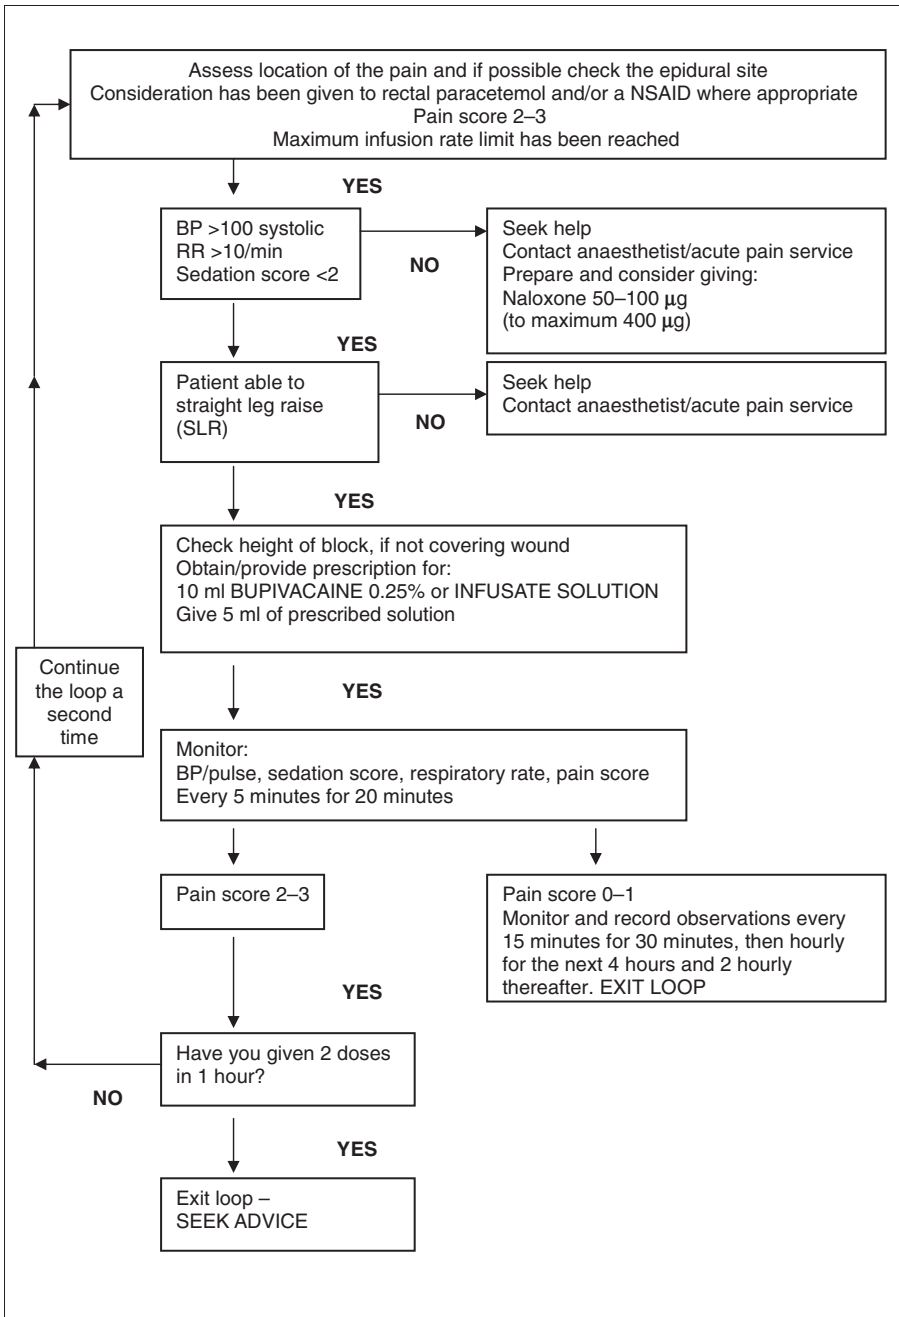 Assess location of the pain and if possible check the epidural site
Consideration has been given to rectal paracetemol and/or a NSAID where appropriate
Pain score 2–3
Maximum infusion rate limit has been reached
YES
BP >100 systolic
RR >10/min
Sedation score <2
NO
Seek help
Contact anaesthetist/acute pain service
Prepare and consider giving:
Naloxone 50–100 µg
(to maximum 400 µg)
YES
Patient able to
straight leg raise
(SLR)
NO
Seek help
Contact anaesthetist/acute pain service
YES
Check height of block, if not covering wound
Obtain/provide prescription for:
10 ml BUPIVACAINE 0.25% or INFUSATE SOLUTION
Give 5 ml of prescribed solution
Continue
the loop a
second
time
YES
Monitor:
BP/pulse, sedation score, respiratory rate, pain score
Every 5 minutes for 20 minutes
Pain score 2–3
Pain score 0–1
Monitor and record observations every
15 minutes for 30 minutes, then hourly
for the next 4 hours and 2 hourly
thereafter. EXIT LOOP
YES
Have you given 2 doses
in 1 hour?
NO
YES
Exit loop –
SEEK ADVICE